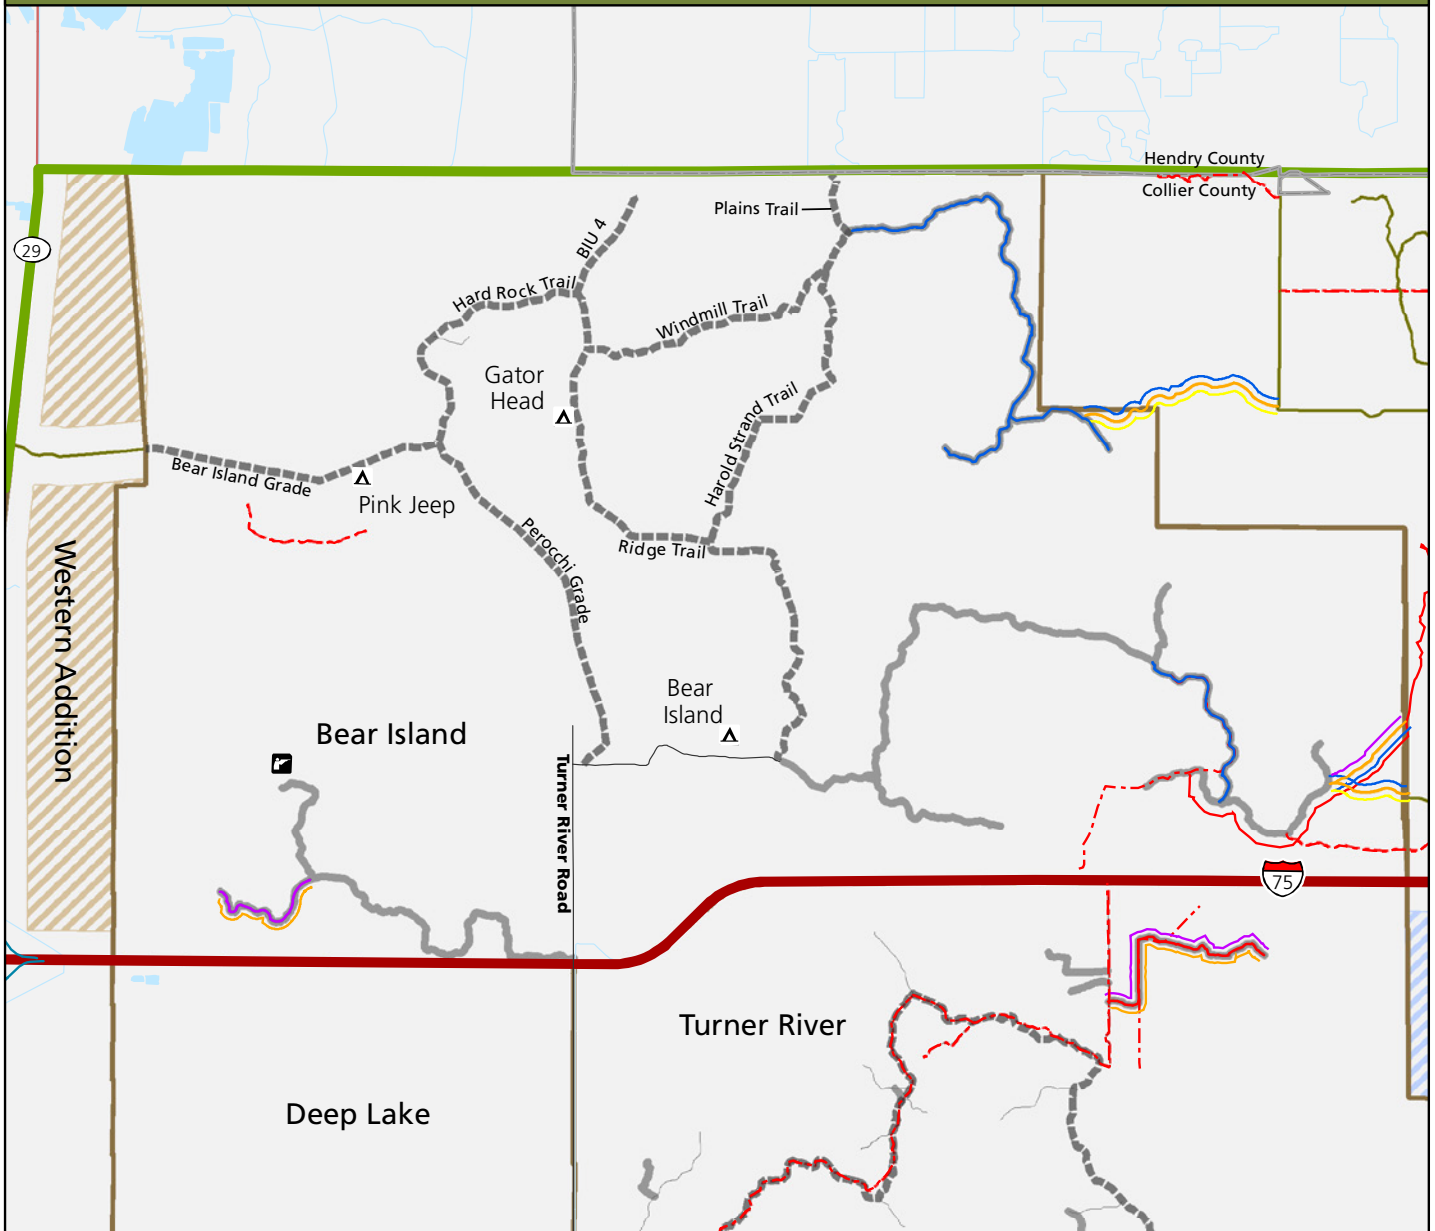 Hendry County
Collier County
Plains Trail
29
BIU 4
Hard Rock Trail
Windmill Trail
Gator
Head
Harold Strand Trail
Bear Island Grade
Pink Jeep
Perocchi Grade
Ridge Trail
Western Addition
Bear
Island
Bear Island
Turner River Road
75
Turner River
Deep Lake